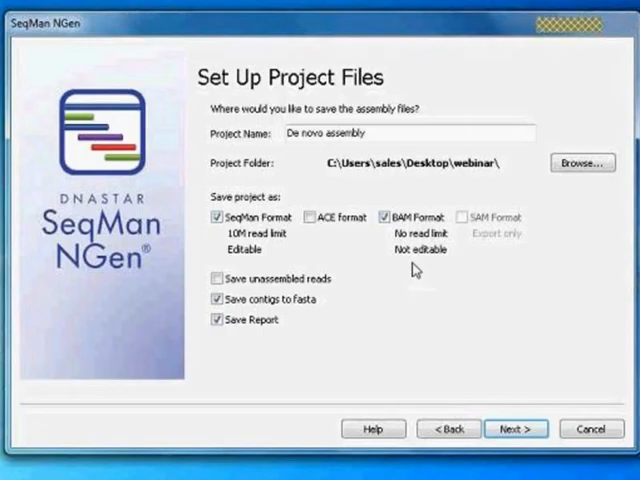 SeqMan NGen
Set Up Project Files
Where would you like to save the assembly files?
Project Name: De novo assembly
Project Folder: C:\Users\sales\Desktop\webinar\ Browse...
Save project as:
SeqMan Format ACE format BAM Format SAM Format
10M read limit No read limit Export only
Editable Not editable
Save unassembled reads
Save contigs to fasta
Save Report
DNASTAR
SeqMan
NGen®
Help < Back Next > Cancel